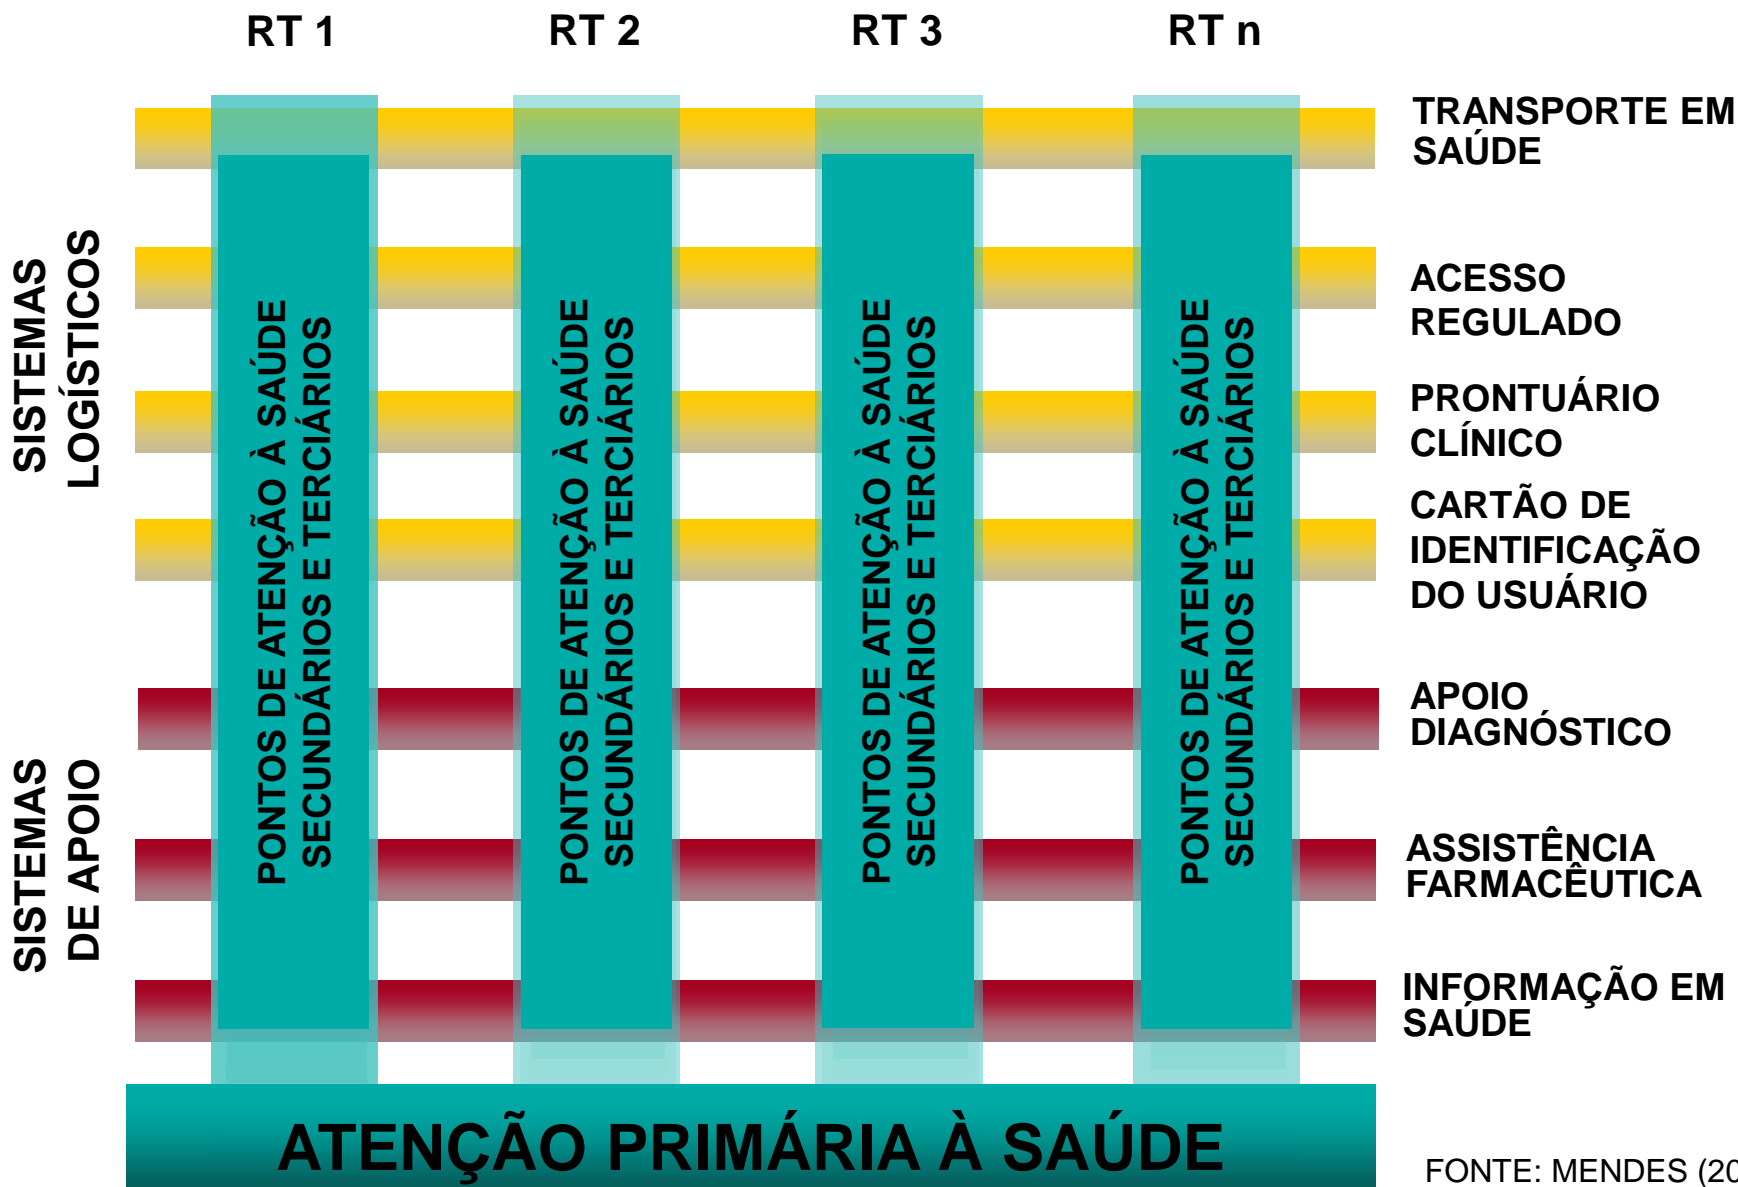 RT 1
RT 2
RT 3
RT n
SISTEMAS
LOGÍSTICOS
SISTEMAS
DE APOIO
PONTOS DE ATENÇÃO À SAÚDE
SECUNDÁRIOS E TERCIÁRIOS
PONTOS DE ATENÇÃO À SAÚDE
SECUNDÁRIOS E TERCIÁRIOS
PONTOS DE ATENÇÃO À SAÚDE
SECUNDÁRIOS E TERCIÁRIOS
PONTOS DE ATENÇÃO À SAÚDE
SECUNDÁRIOS E TERCIÁRIOS
TRANSPORTE EM
SAÚDE
ACESSO
REGULADO
PRONTUÁRIO
CLÍNICO
CARTÃO DE
IDENTIFICAÇÃO
DO USUÁRIO
APOIO
DIAGNÓSTICO
ASSISTÊNCIA
FARMACÊUTICA
INFORMAÇÃO EM
SAÚDE
ATENÇÃO PRIMÁRIA À SAÚDE
FONTE: MENDES